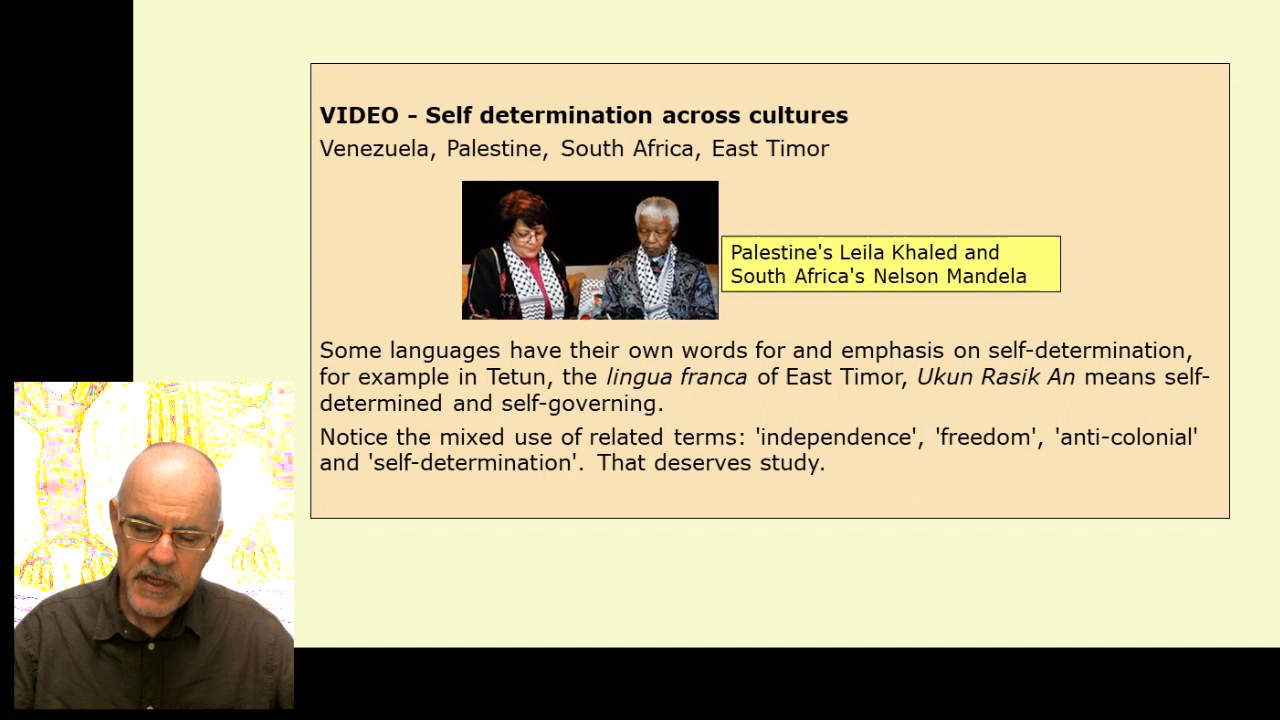 VIDEO - Self determination across cultures
Venezuela, Palestine, South Africa, East Timor
Palestine's Leila Khaled and
South Africa's Nelson Mandela
Some languages have their own words for and emphasis on self-determination,
for example in Tetun, the lingua franca of East Timor, Ukun Rasik An means self-
determined and self-governing.
Notice the mixed use of related terms: 'independence', 'freedom', 'anti-colonial'
and 'self-determination'. That deserves study.